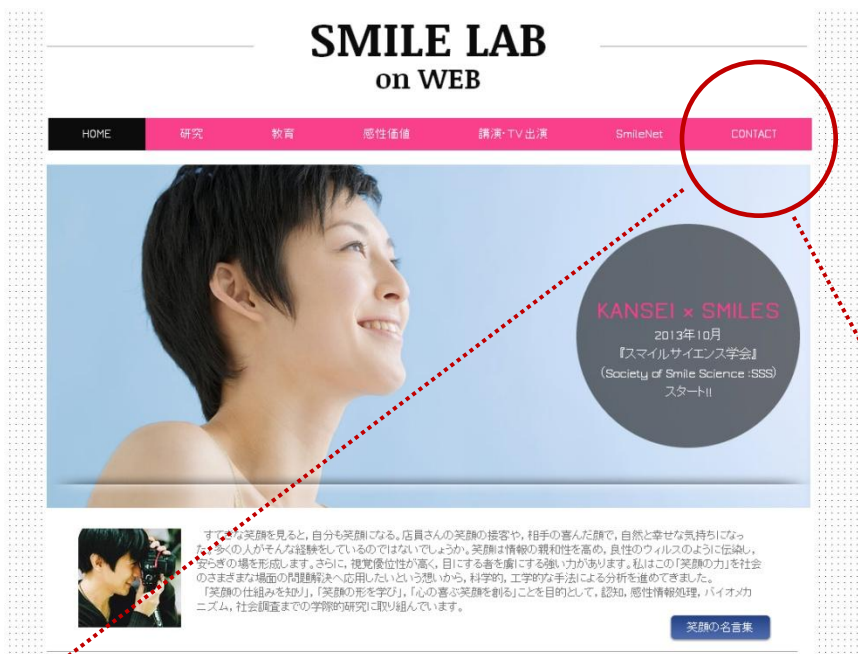 SMILE LAB
on WEB
HOME 研究 教育 感性価値 講演・TV出演 SmileNet CONTACT
KANSEI × SMILES
2013年10月
『スマイルサイエンス学会』
(Society of Smile Science :SSS)
スタート!!
すてきな笑顔を見ると，自分も笑顔になる。店員さんの笑顔の接客や，相手の喜んだ顔で，自然と幸せな気持ちになっ
た，多くの人がそんな経験をしているのではないでしょうか。笑顔は情報の親和性を高め，良性のウィルスのように伝染し，
安らぎの場を形成します。さらに，視覚優位性が高く，目にする者を虜にする強い力があります。私はこの「笑顔の力」を社会
のさまざまな場面の問題解決へ応用したいという想いから，科学的，工学的な手法による分析を進めてきました。
「笑顔の仕組みを知り」，「笑顔の形を学び」，「心の喜ぶ笑顔を創る」ことを目的として，認知，感性情報処理，バイオメカ
ニズム，社会調査までの学際的研究に取り組んでいます。
笑顔の名言集